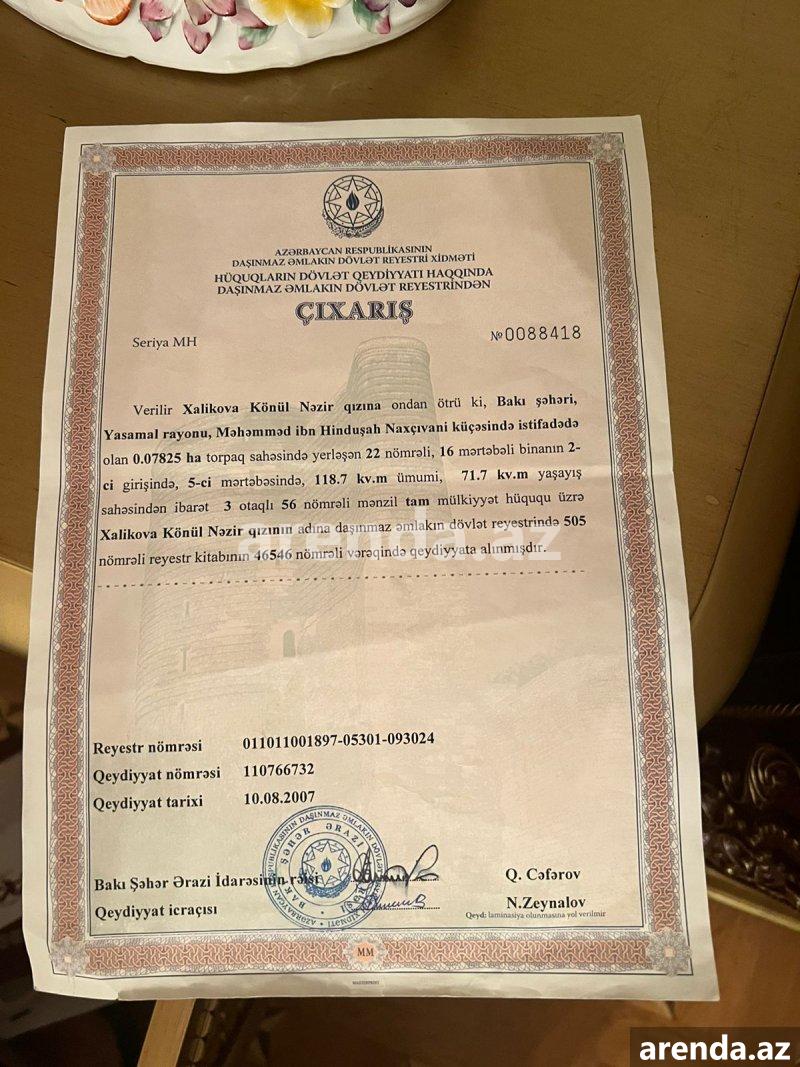 AZƏRBAYCAN RESPUBLİKASININ
DAŞINMAZ ƏMLAKIN DÖVLƏT REYESTRİ XİDMƏTİ
HÜQUQLARIN DÖVLƏT QEYDİYYATI HAQQINDA
DAŞINMAZ ƏMLAKIN DÖVLƏT REYESTRİNDƏN
ÇIXARIŞ
Seriya MH
№ 0088418
Verilir Xalikova Könül Nəzir qızına ondan ötrü ki, Bakı şəhəri,
Yasamal rayonu, Məhəmməd ibn Hinduşah Naxçıvani küçəsində istifadədə
olan 0.07825 ha torpaq sahəsində yerləşən 22 nömrəli, 16 mərtəbəli binanın 2-
ci girişində, 5-ci mərtəbəsində, 118.7 kv.m ümumi, 71.7 kv.m yaşayış
sahəsindən ibarət 3 otaqlı 56 nömrəli mənzil tam mülkiyyət hüququ üzrə
Xalikova Könül Nəzir qızının adına daşınmaz əmlakın dövlət reyestrində 505
nömrəli reyestr kitabının 46546 nömrəli vərəqində qeydiyyata alınmışdır.
arenda.az
Reyestr nömrəsi 011011001897-05301-093024
Qeydiyyat nömrəsi 110766732
Qeydiyyat tarixi 10.08.2007
Bakı Şəhər Ərazi İdarəsinin rəisi Q. Cəfərov
Qeydiyyat icraçısı N.Zeynalov
Qeyd: laminasiya olunmasına yol verilmir
MM
MASTERPRINT
arenda.az